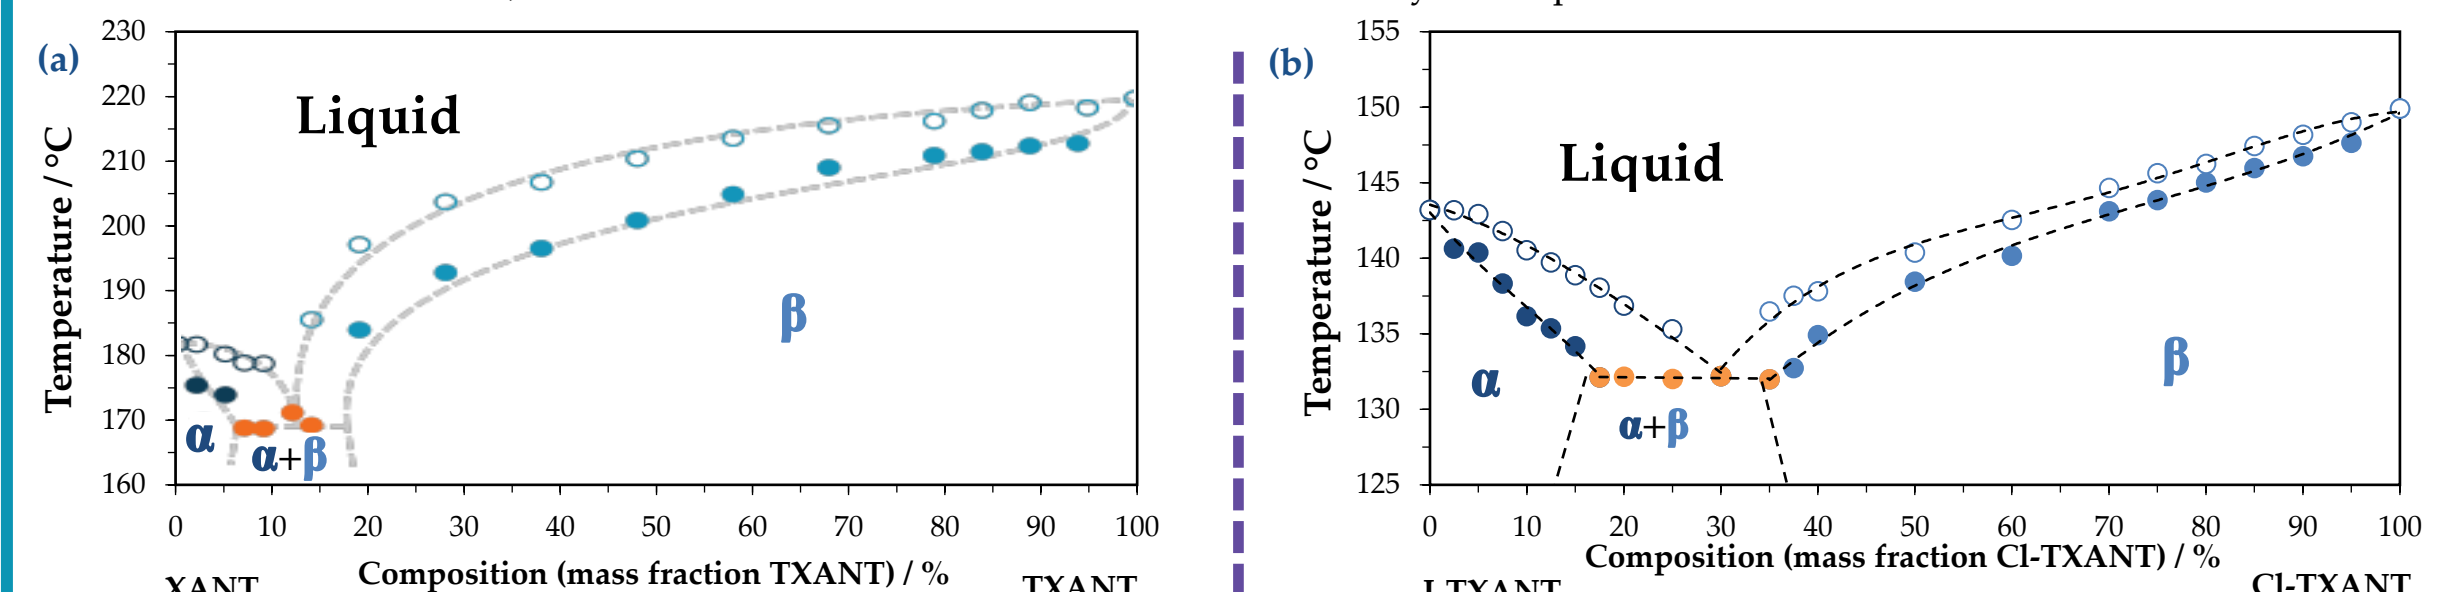 (a)
230
220
210
200
190
180
170
160
Temperature / °C
Liquid
β
α
α+β
0 10 20 30 40 50 60 70 80 90 100
Composition (mass fraction TXANT) / %
XANT TXANT
(b)
155
150
145
140
135
130
125
Temperature / °C
Liquid
α
α+β
β
0 10 20 30 40 50 60 70 80 90 100
Composition (mass fraction Cl-TXANT) / %
I-TXANT Cl-TXANT